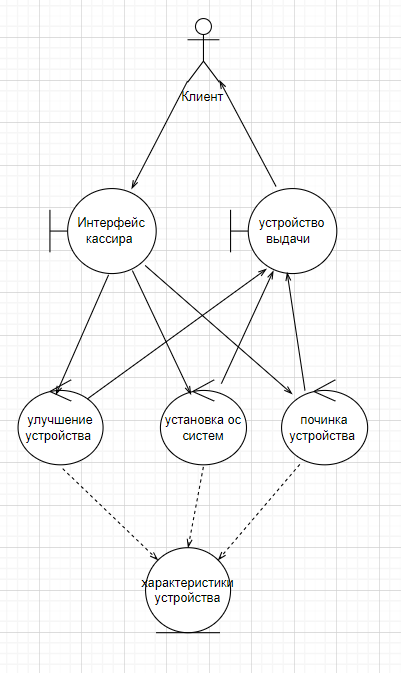 Клиент
Интерфейс
кассира
устройство
выдачи
улучшение
устройства
установка ос
систем
починка
устройства
характеристики
устройства